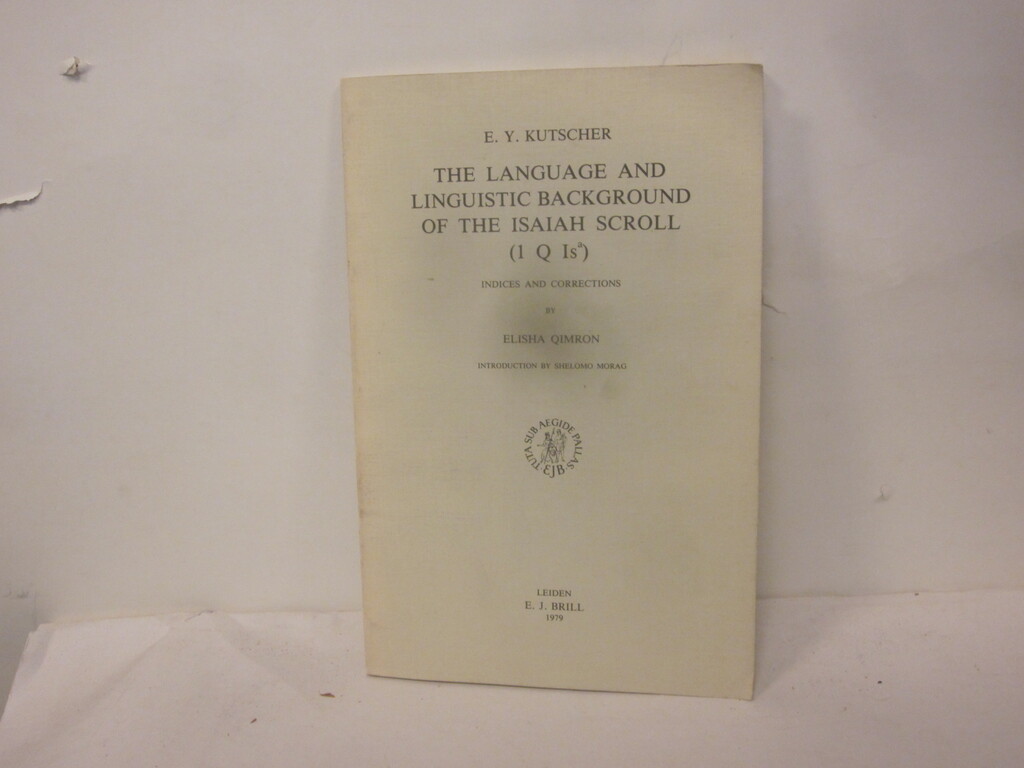 E. Y. KUTSCHER
THE LANGUAGE AND
LINGUISTIC BACKGROUND
OF THE ISAIAH SCROLL
(1 Q Isª)
INDICES AND CORRECTIONS
BY
ELISHA QIMRON
INTRODUCTION BY SHELOMO MORAG
TUTA SUB AEGIDE PALLAS
EJB
LEIDEN
E. J. BRILL
1979